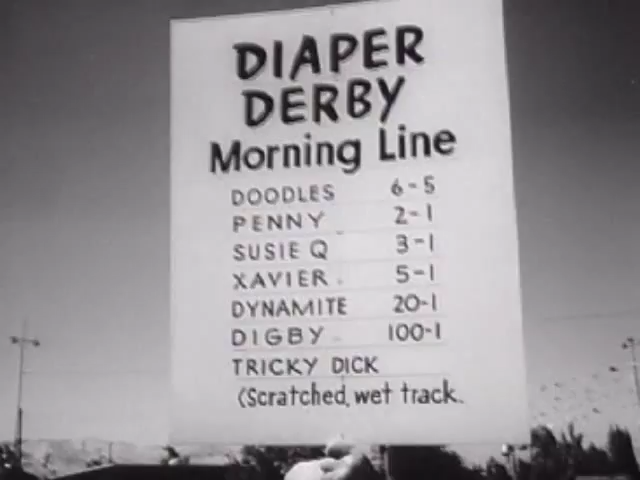 DIAPER
DERBY
Morning Line
DOODLES 6-5
PENNY 2-1
SUSIE Q 3-1
XAVIER 5-1
DYNAMITE 20-1
DIGBY 100-1
TRICKY DICK
(Scratched, wet track.